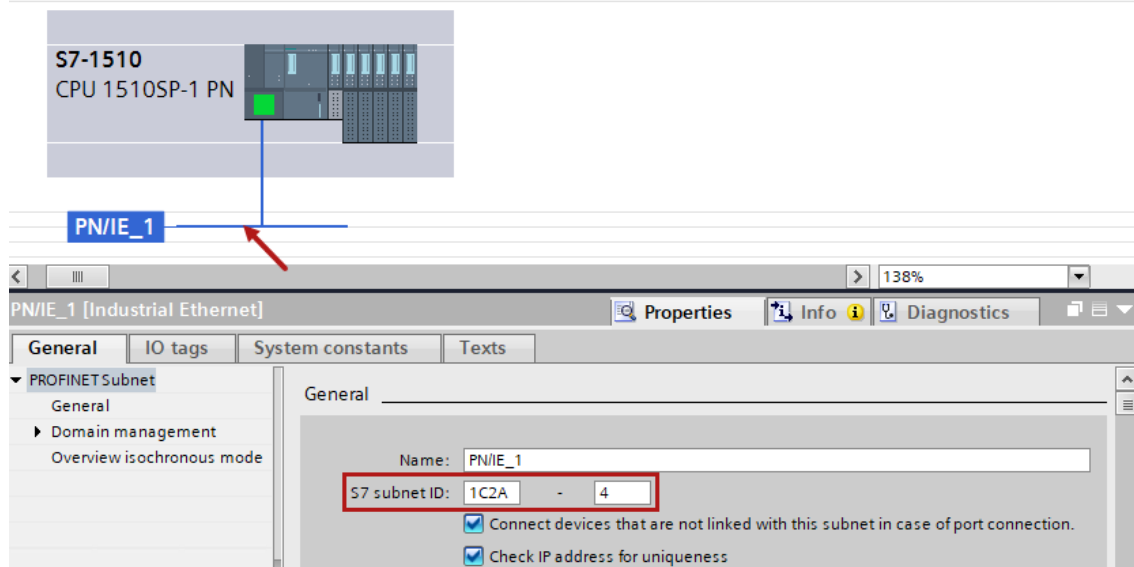 S7-1510
CPU 1510SP-1 PN
PN/IE_1
138%
PN/IE_1 [Industrial Ethernet]
Properties
Info
Diagnostics
General
IO tags
System constants
Texts
PROFINET Subnet
General
Domain management
Overview isochronous mode
General
Name: PN/IE_1
S7 subnet ID: 1C2A - 4
Connect devices that are not linked with this subnet in case of port connection.
Check IP address for uniqueness